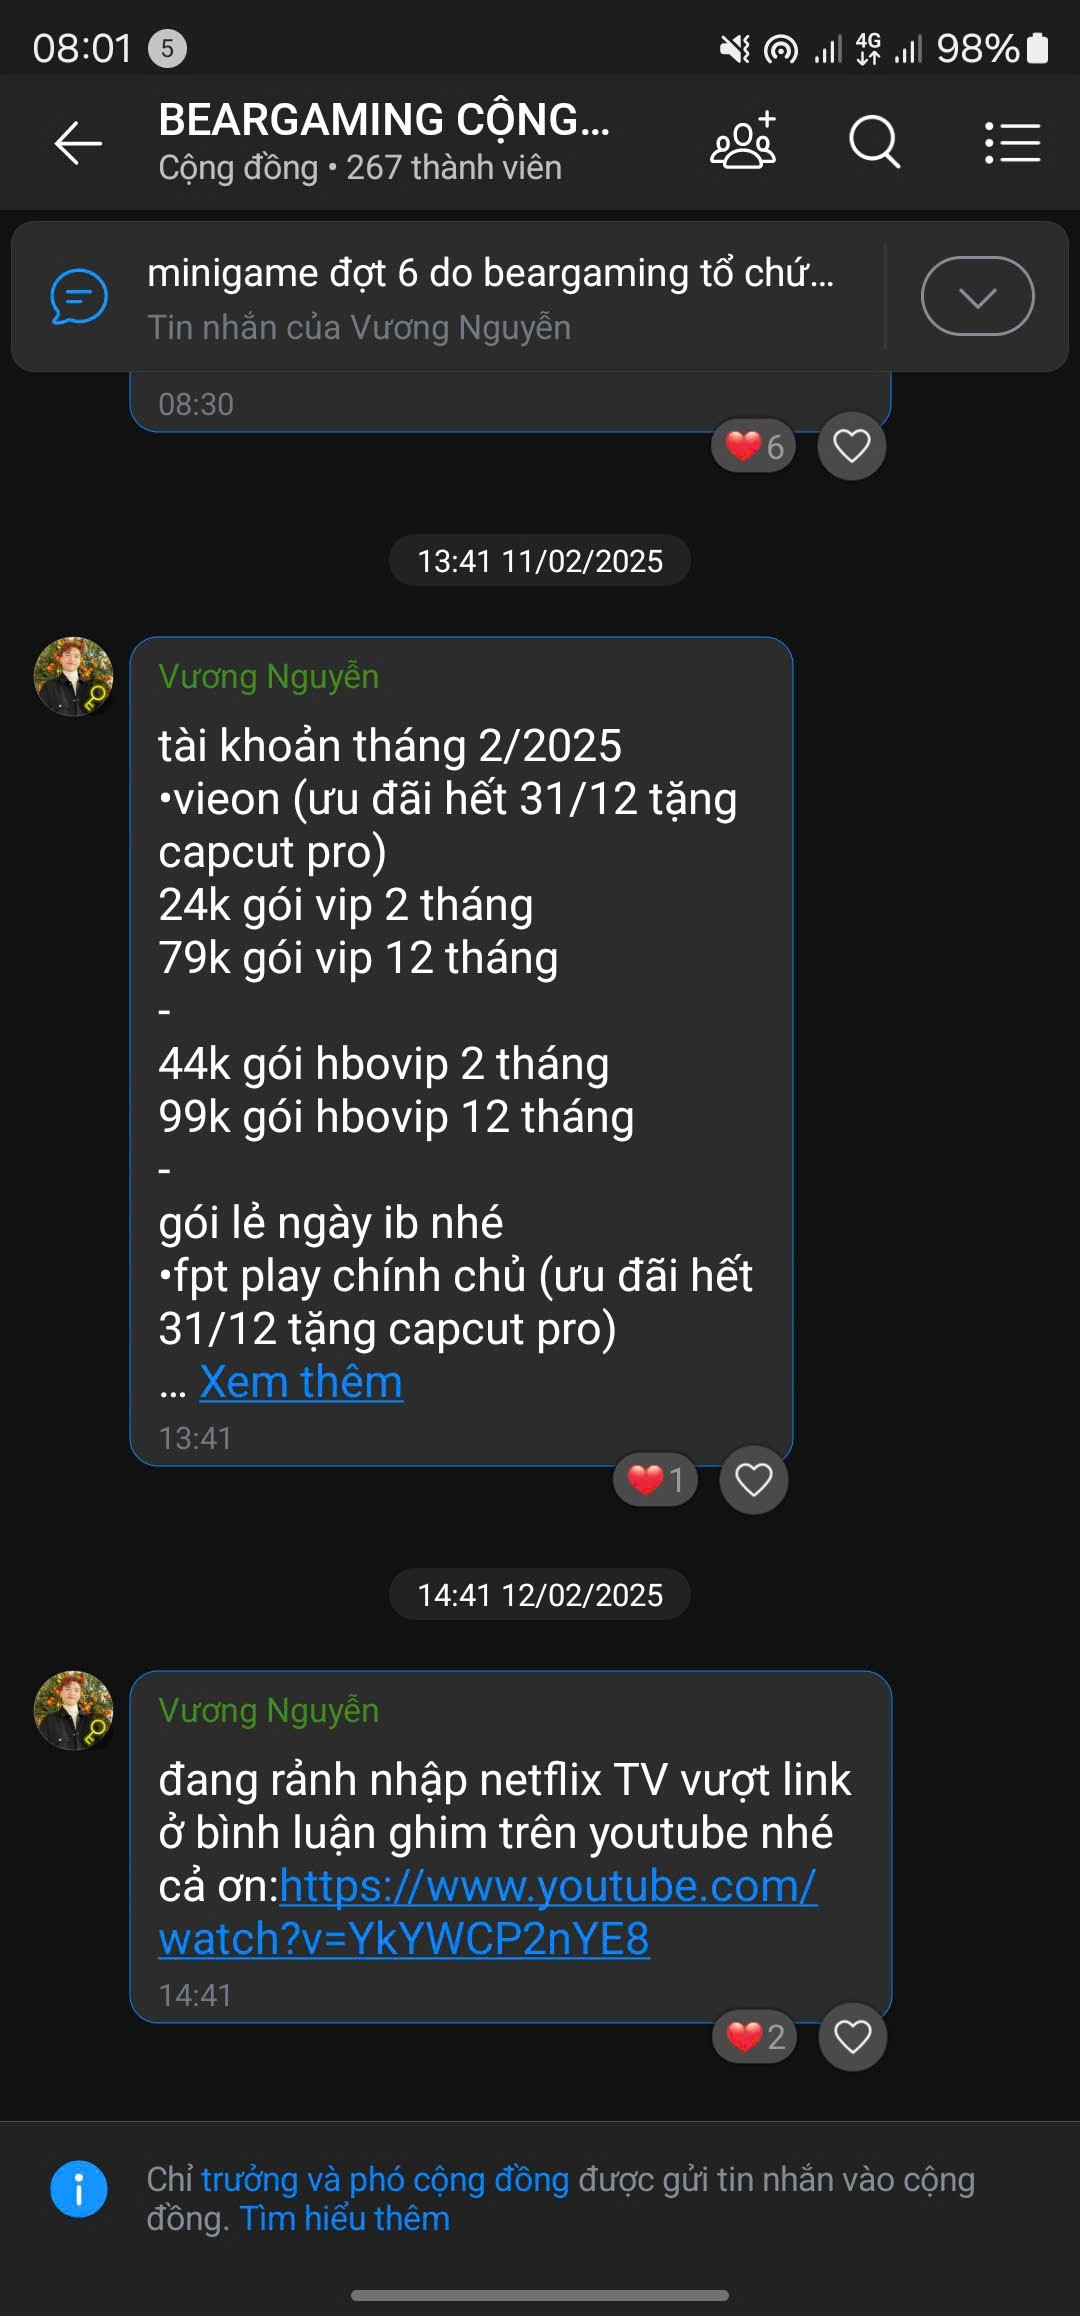 08:01 5 4G 98%
BEARGAMING CỘNG...
Cộng đồng • 267 thành viên
minigame đợt 6 do beargaming tổ chứ...
Tin nhắn của Vương Nguyễn
08:30
6
13:41 11/02/2025
Vương Nguyễn
tài khoản tháng 2/2025
•vieon (ưu đãi hết 31/12 tặng
capcut pro)
24k gói vip 2 tháng
79k gói vip 12 tháng
-
44k gói hbovip 2 tháng
99k gói hbovip 12 tháng
-
gói lẻ ngày ib nhé
•fpt play chính chủ (ưu đãi hết
31/12 tặng capcut pro)
... Xem thêm
13:41
1
14:41 12/02/2025
Vương Nguyễn
đang rảnh nhập netflix TV vượt link
ở bình luận ghim trên youtube nhé
cả ơn:https://www.youtube.com/
watch?v=YkYWCP2nYE8
14:41
2
Chỉ trưởng và phó cộng đồng được gửi tin nhắn vào cộng
đồng. Tìm hiểu thêm